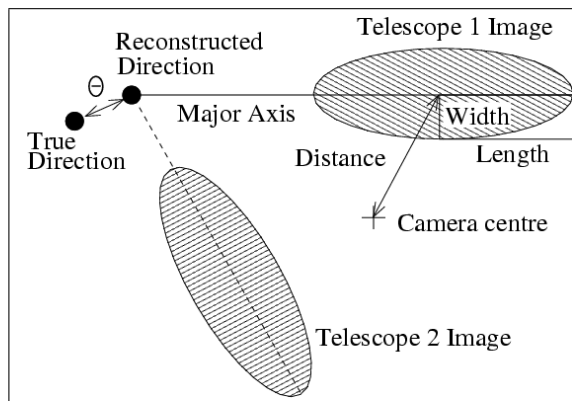 Telescope 1 Image
Reconstructed
Direction
Θ
Major Axis
Width
True
Direction
Distance
Length
Camera centre
Telescope 2 Image